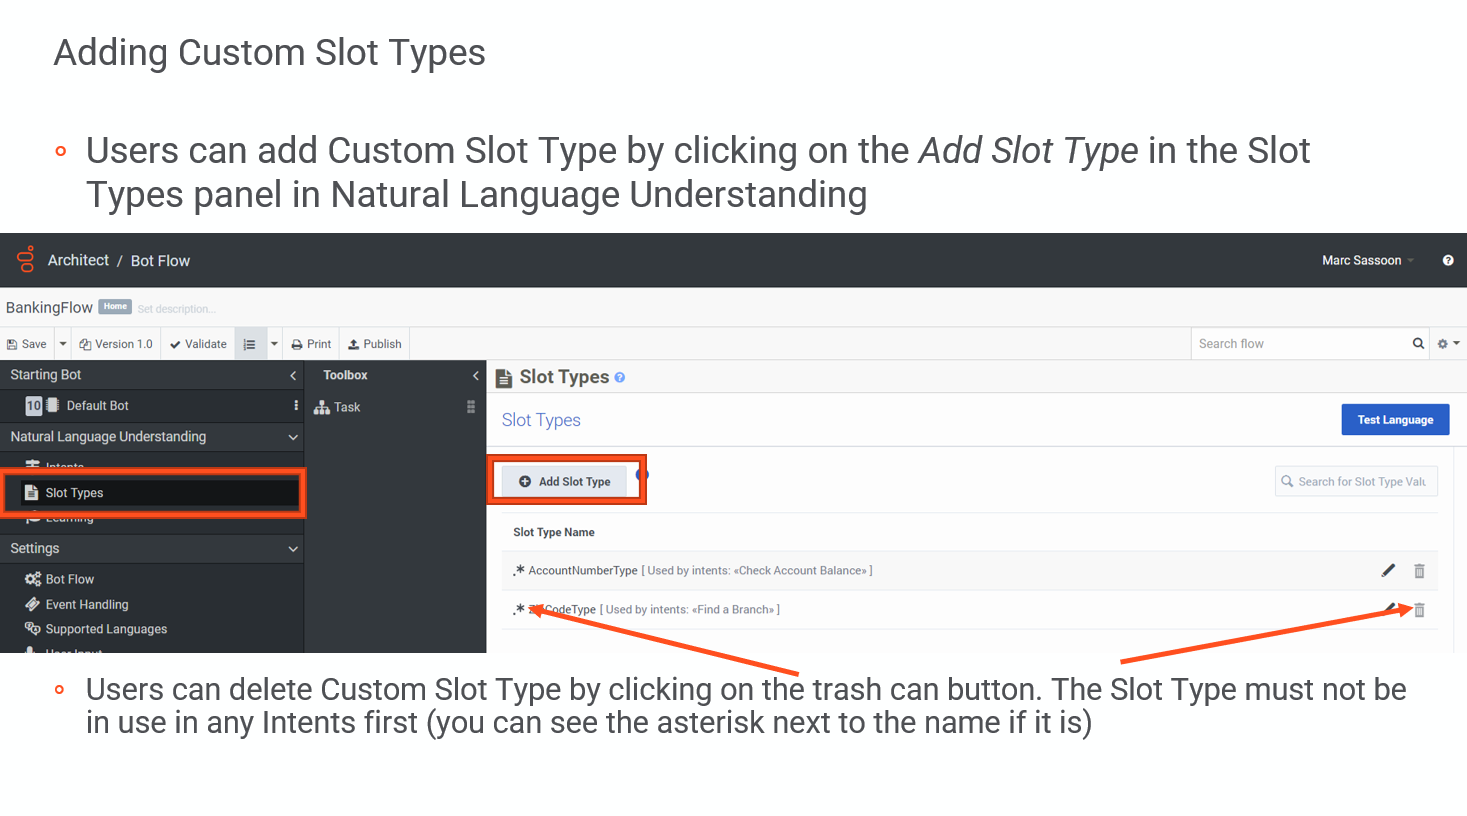 Adding Custom Slot Types
Users can add Custom Slot Type by clicking on the Add Slot Type in the Slot
Types panel in Natural Language Understanding
Architect / Bot Flow
Marc Sassoon
BankingFlow Home Set description...
Save Version 1.0 Validate Print Publish
Search flow
Starting Bot
10 Default Bot
Natural Language Understanding
Intents
Slot Types
Learning
Settings
Bot Flow
Event Handling
Supported Languages
User Input
Toolbox
Task
Slot Types
Slot Types
Test Language
Add Slot Type
Search for Slot Type Valu
Slot Type Name
.* AccountNumberType [ Used by intents: «Check Account Balance» ]
.* CodeType [ Used by intents: «Find a Branch» ]
Users can delete Custom Slot Type by clicking on the trash can button. The Slot Type must not be
in use in any Intents first (you can see the asterisk next to the name if it is)